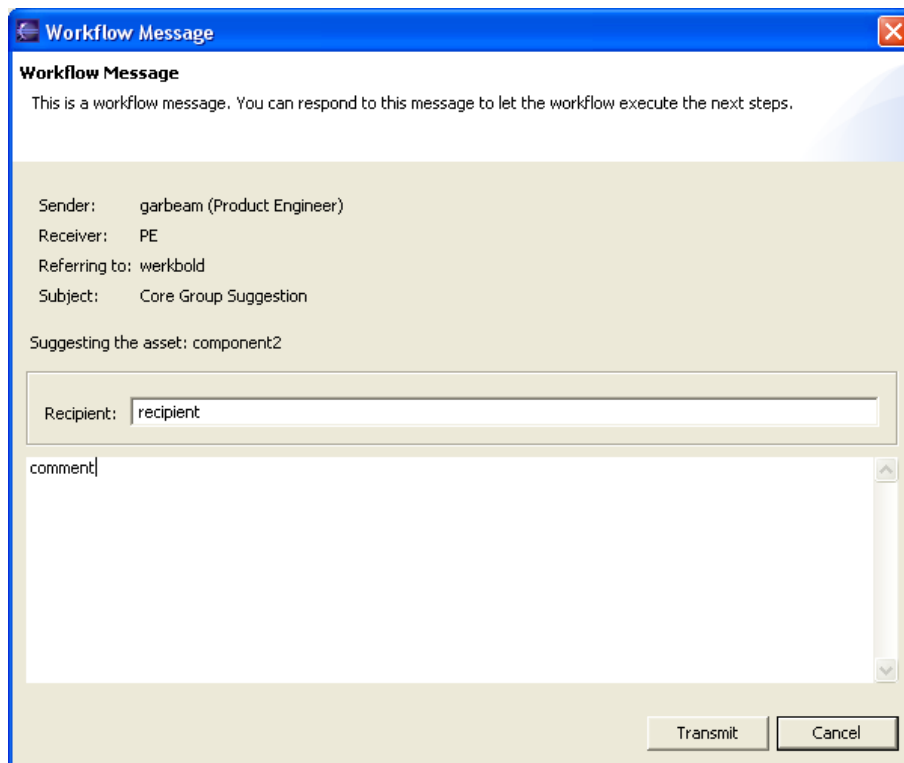 Workflow Message
Workflow Message
This is a workflow message. You can respond to this message to let the workflow execute the next steps.
Sender: garbeam (Product Engineer)
Receiver: PE
Referring to: werkbold
Subject: Core Group Suggestion
Suggesting the asset: component2
Recipient: recipient
comment
Transmit Cancel